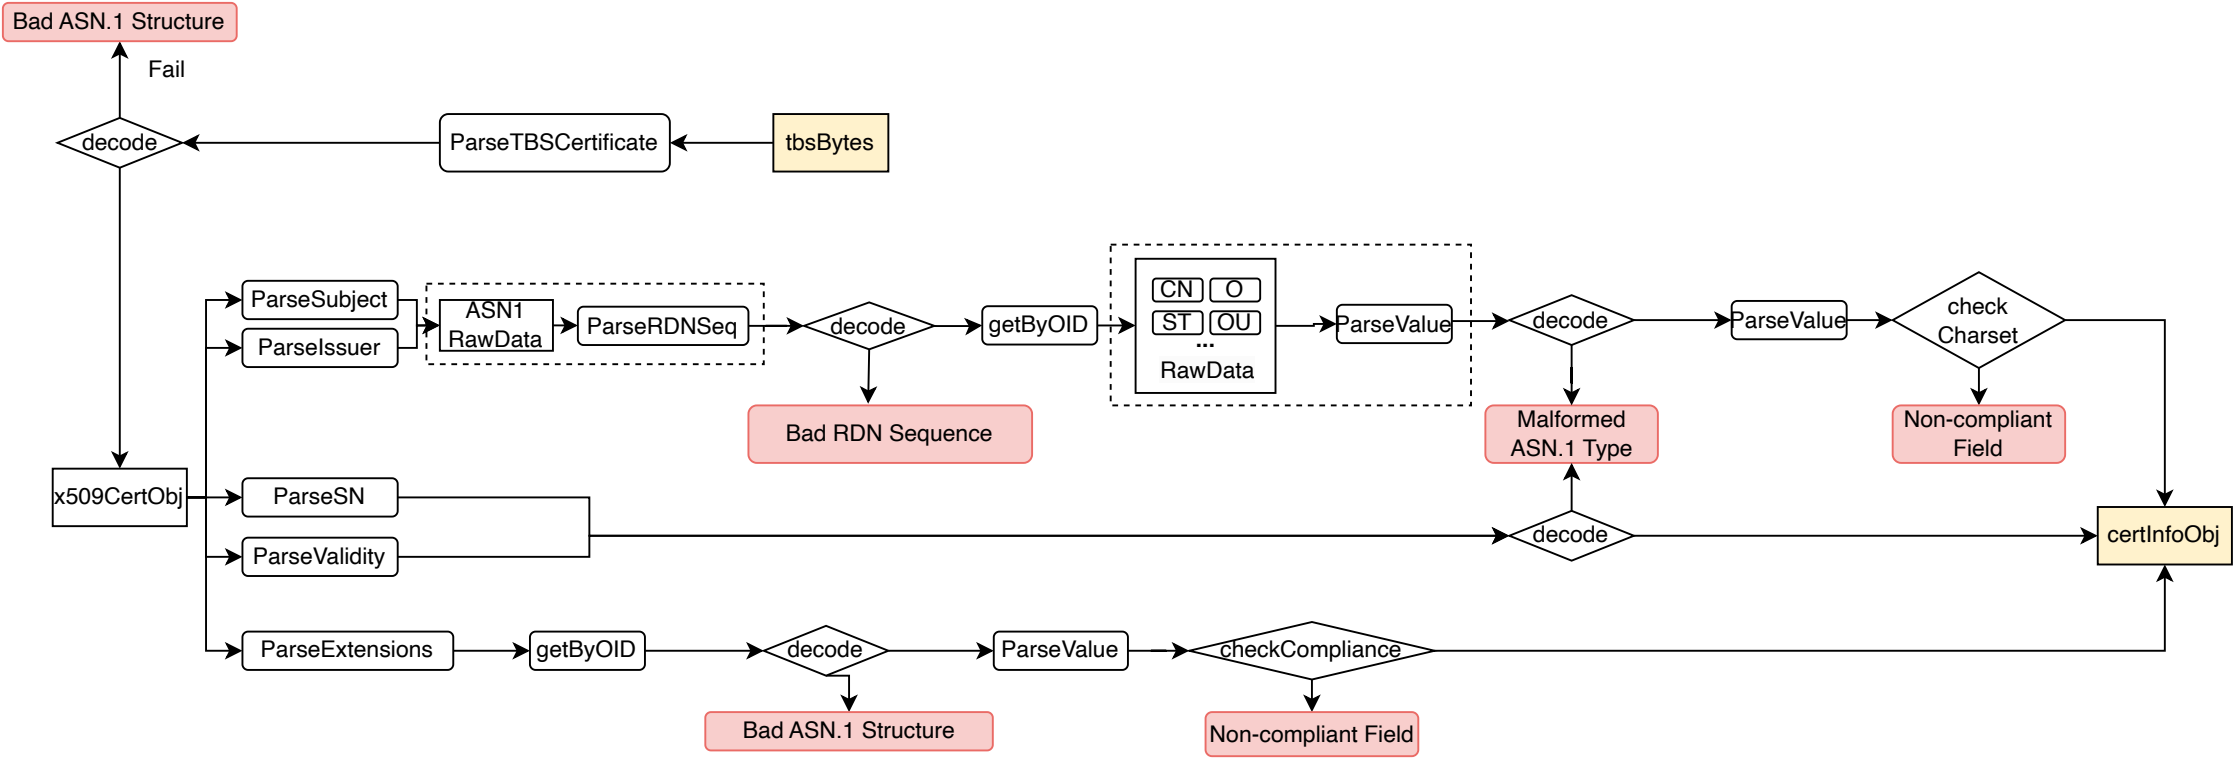 Bad ASN.1 Structure
Fail
decode
ParseTBSCertificate
tbsBytes
ParseSubject
ParseIssuer
ASN1
RawData
ParseRDNSeq
decode
Bad RDN Sequence
getByOID
CN
O
ST
OU
...
RawData
ParseValue
decode
Malformed
ASN.1 Type
ParseValue
check
Charset
Non-compliant
Field
x509CertObj
ParseSN
ParseValidity
decode
certInfoObj
ParseExtensions
getByOID
decode
Bad ASN.1 Structure
ParseValue
checkCompliance
Non-compliant Field